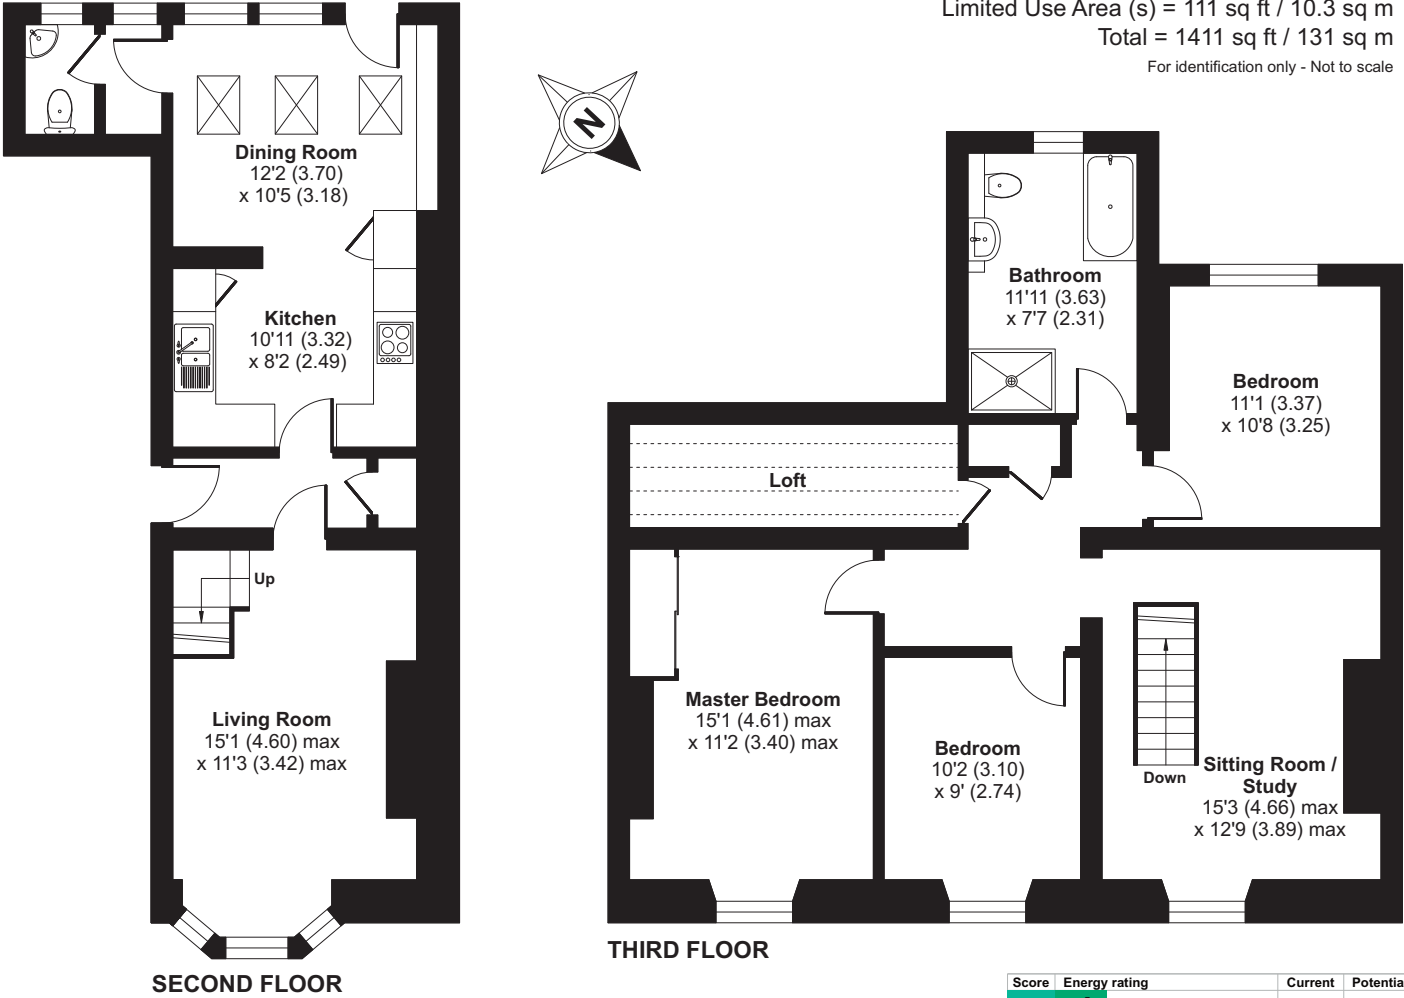 Limited Use Area (s) = 111 sq ft / 10.3 sq m
Total = 1411 sq ft / 131 sq m
For identification only - Not to scale
N
Dining Room
12'2 (3.70)
x 10'5 (3.18)
Kitchen
10'11 (3.32)
x 8'2 (2.49)
Up
Living Room
15'1 (4.60) max
x 11'3 (3.42) max
SECOND FLOOR
Bathroom
11'11 (3.63)
x 7'7 (2.31)
Bedroom
11'1 (3.37)
x 10'8 (3.25)
Loft
Master Bedroom
15'1 (4.61) max
x 11'2 (3.40) max
Bedroom
10'2 (3.10)
x 9' (2.74)
Down
Sitting Room /
Study
15'3 (4.66) max
x 12'9 (3.89) max
THIRD FLOOR
Score Energy rating Current Potentia